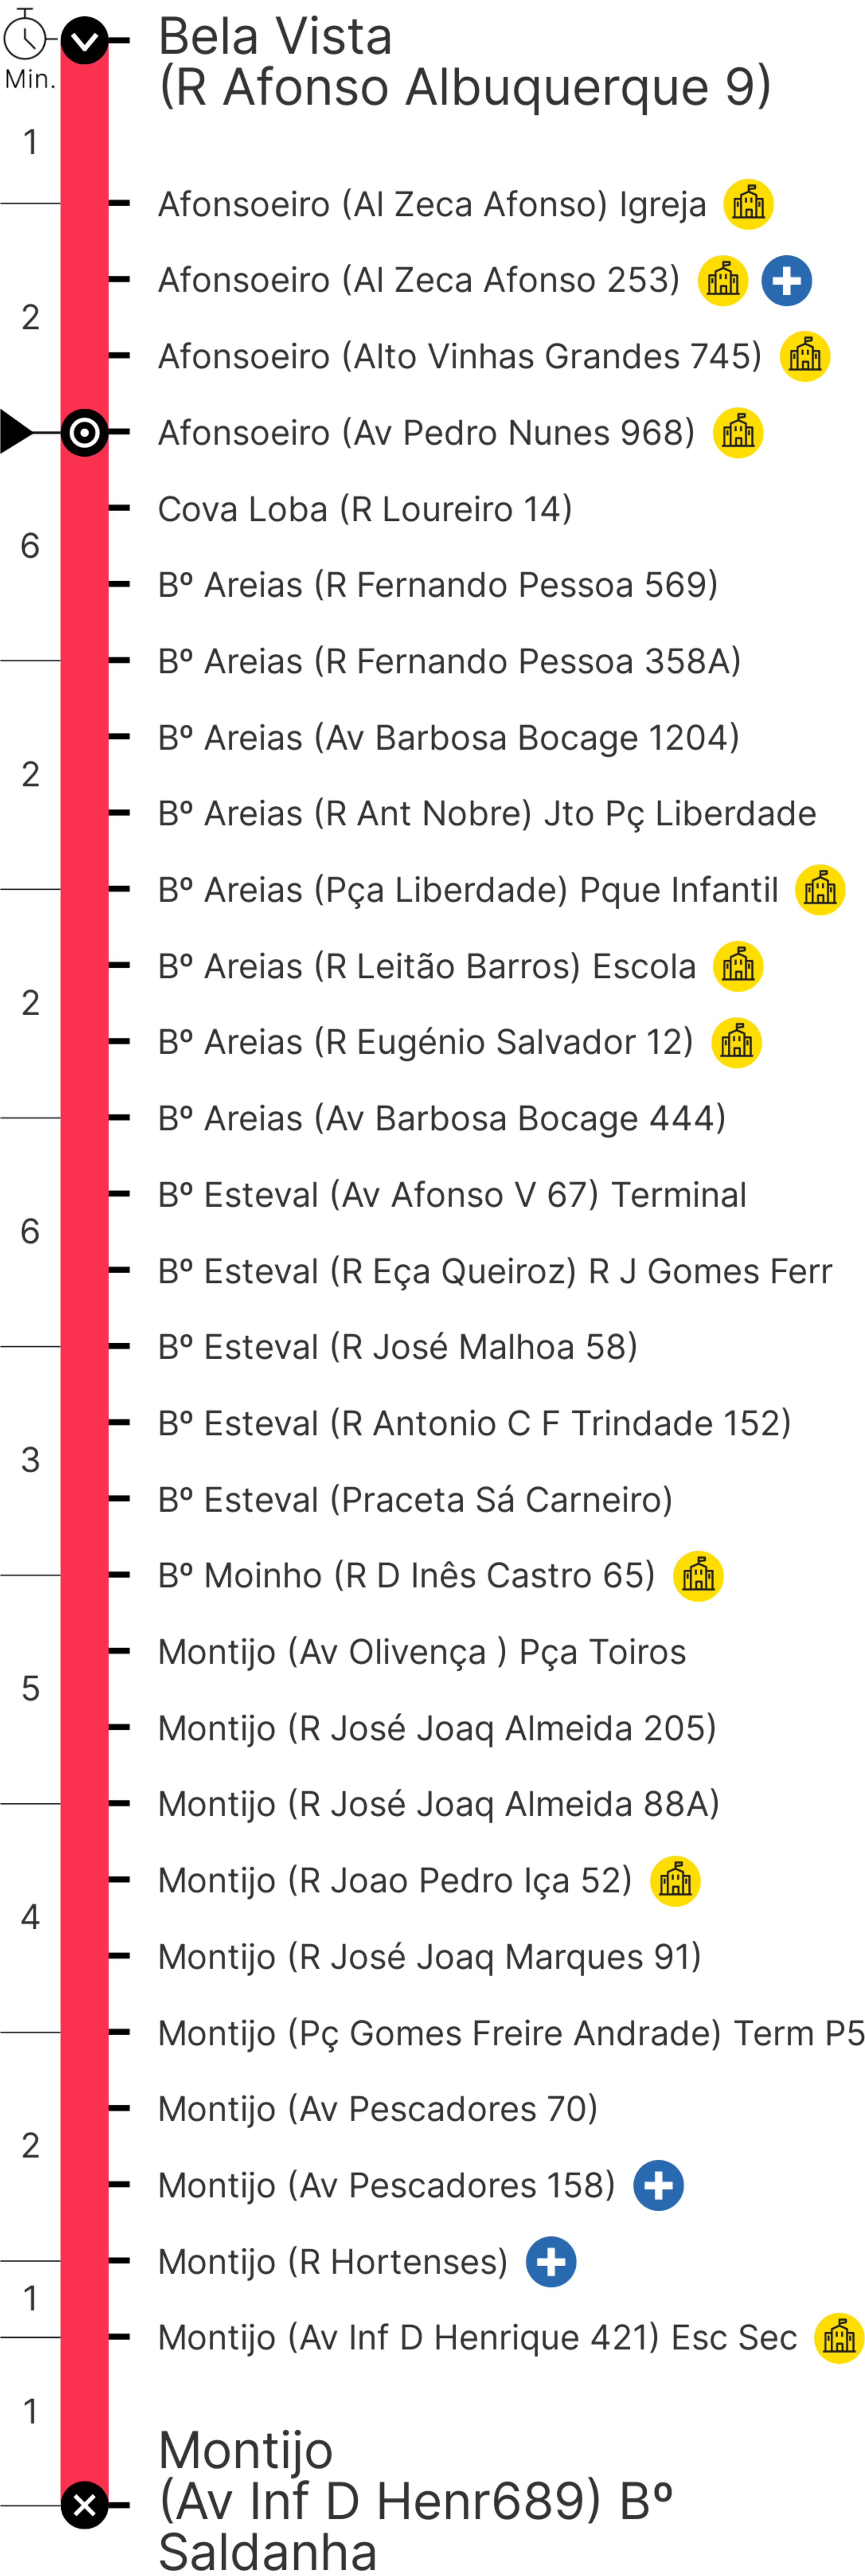 Min.
Bela Vista
(R Afonso Albuquerque 9)
1
Afonsoeiro (Al Zeca Afonso) Igreja
Afonsoeiro (Al Zeca Afonso 253)
2
Afonsoeiro (Alto Vinhas Grandes 745)
Afonsoeiro (Av Pedro Nunes 968)
Cova Loba (R Loureiro 14)
6
Bº Areias (R Fernando Pessoa 569)
Bº Areias (R Fernando Pessoa 358A)
Bº Areias (Av Barbosa Bocage 1204)
2
Bº Areias (R Ant Nobre) Jto Pç Liberdade
Bº Areias (Pça Liberdade) Pque Infantil
Bº Areias (R Leitão Barros) Escola
2
Bº Areias (R Eugénio Salvador 12)
Bº Areias (Av Barbosa Bocage 444)
Bº Esteval (Av Afonso V 67) Terminal
6
Bº Esteval (R Eça Queiroz) R J Gomes Ferr
Bº Esteval (R José Malhoa 58)
Bº Esteval (R Antonio C F Trindade 152)
3
Bº Esteval (Praceta Sá Carneiro)
Bº Moinho (R D Inês Castro 65)
Montijo (Av Olivença ) Pça Toiros
5
Montijo (R José Joaq Almeida 205)
Montijo (R José Joaq Almeida 88A)
Montijo (R Joao Pedro Iça 52)
4
Montijo (R José Joaq Marques 91)
Montijo (Pç Gomes Freire Andrade) Term P5
Montijo (Av Pescadores 70)
2
Montijo (Av Pescadores 158)
Montijo (R Hortenses)
1
Montijo (Av Inf D Henrique 421) Esc Sec
1
Montijo
(Av Inf D Henr689) Bº
Saldanha